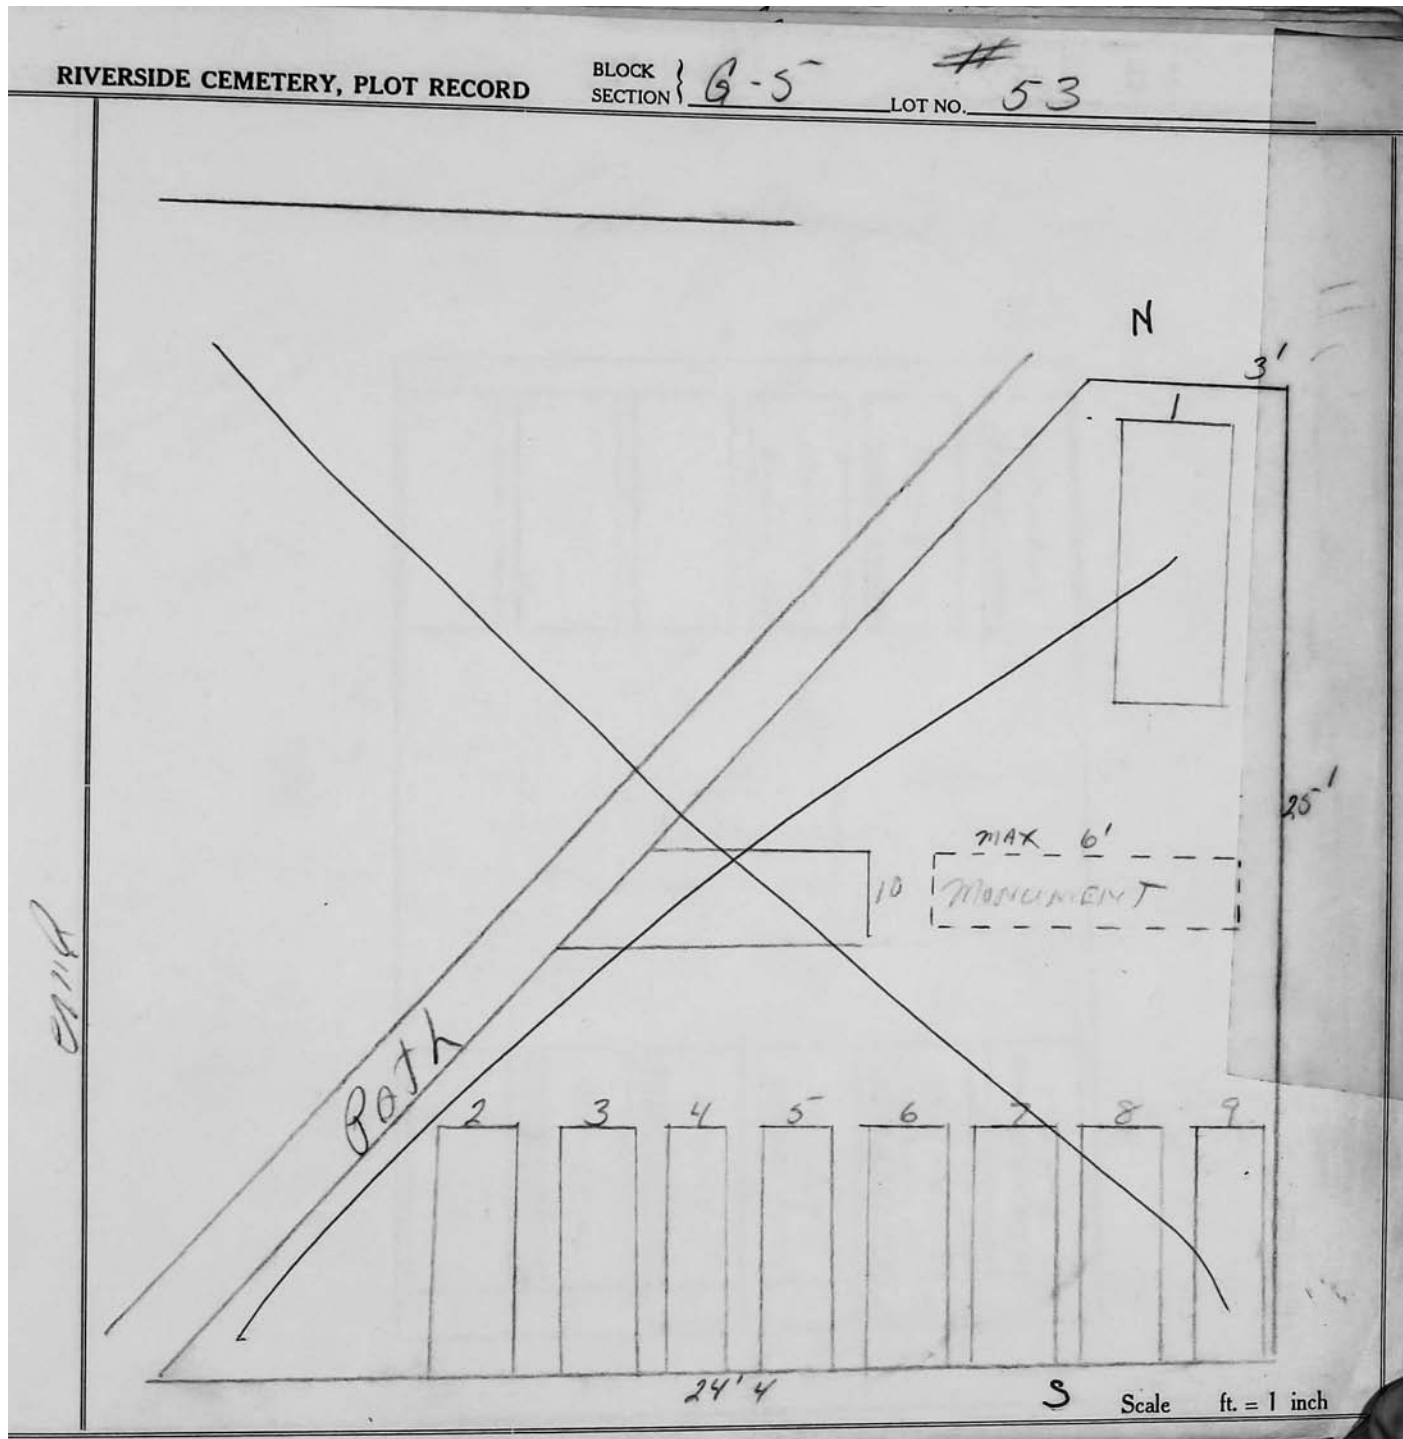 RIVERSIDE CEMETERY, PLOT RECORD
BLOCK
SECTION
G-5
#
LOT NO. 53
N
3'
1
25'
MAX 6'
MONUMENT
10
Path
2 3 4 5 6 7 8 9
24' 4
S
Scale ft. = 1 inch